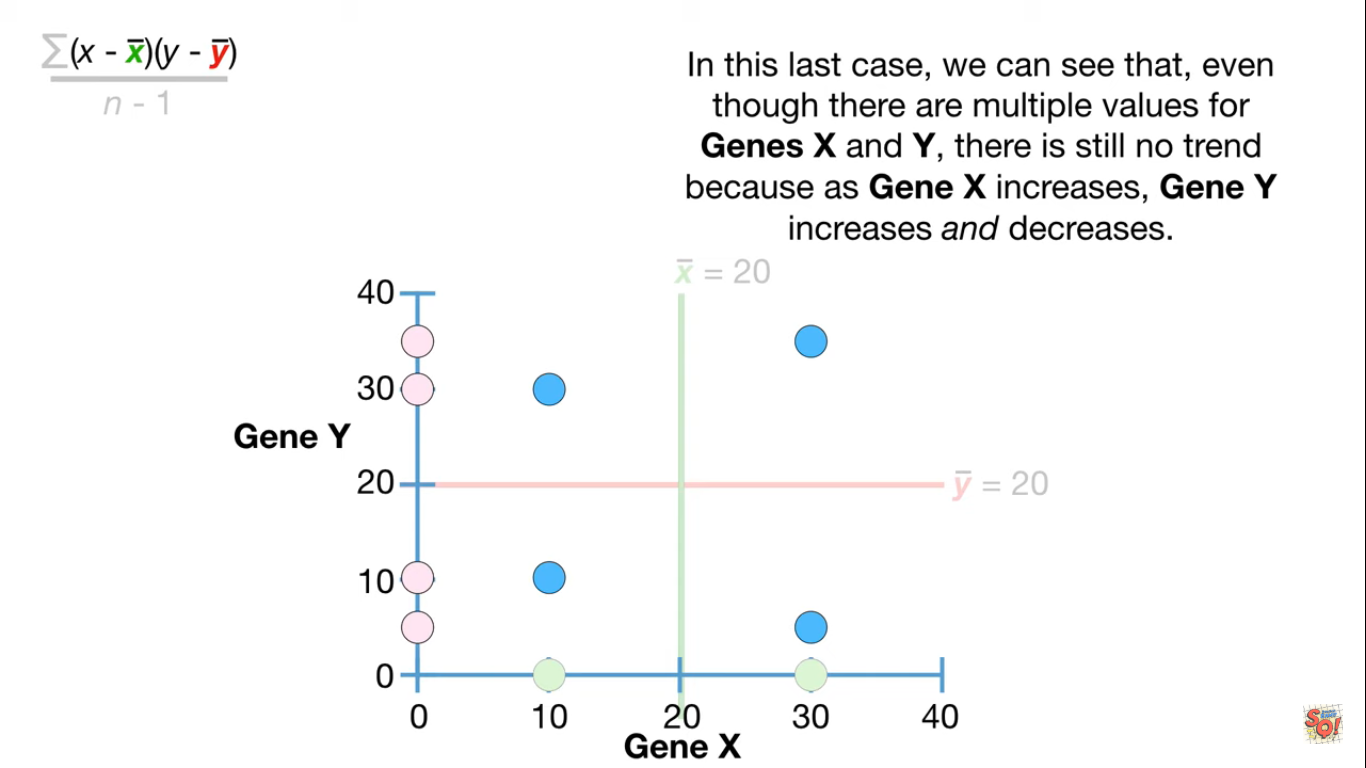 ∑(x - x̄)(y - ȳ)
n - 1
In this last case, we can see that, even
though there are multiple values for
Genes X and Y, there is still no trend
because as Gene X increases, Gene Y
increases and decreases.
x̄ = 20
40
30
Gene Y
20
ȳ = 20
10
0
0 10 20 30 40
Gene X
SQ!